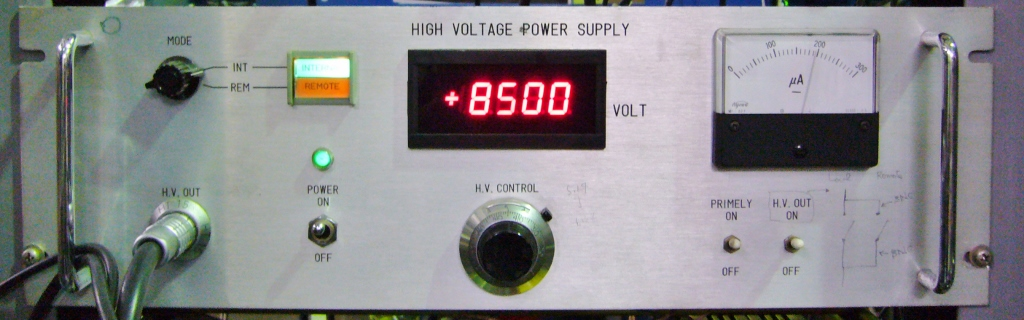 HIGH VOLTAGE POWER SUPPLY
MODE
INT
REM
REMOTE
+8500
VOLT
0 100 200 300
μA
POWER
ON
OFF
H.V. OUT
H.V. CONTROL
PRIMELY
ON
OFF
H.V. OUT
ON
OFF